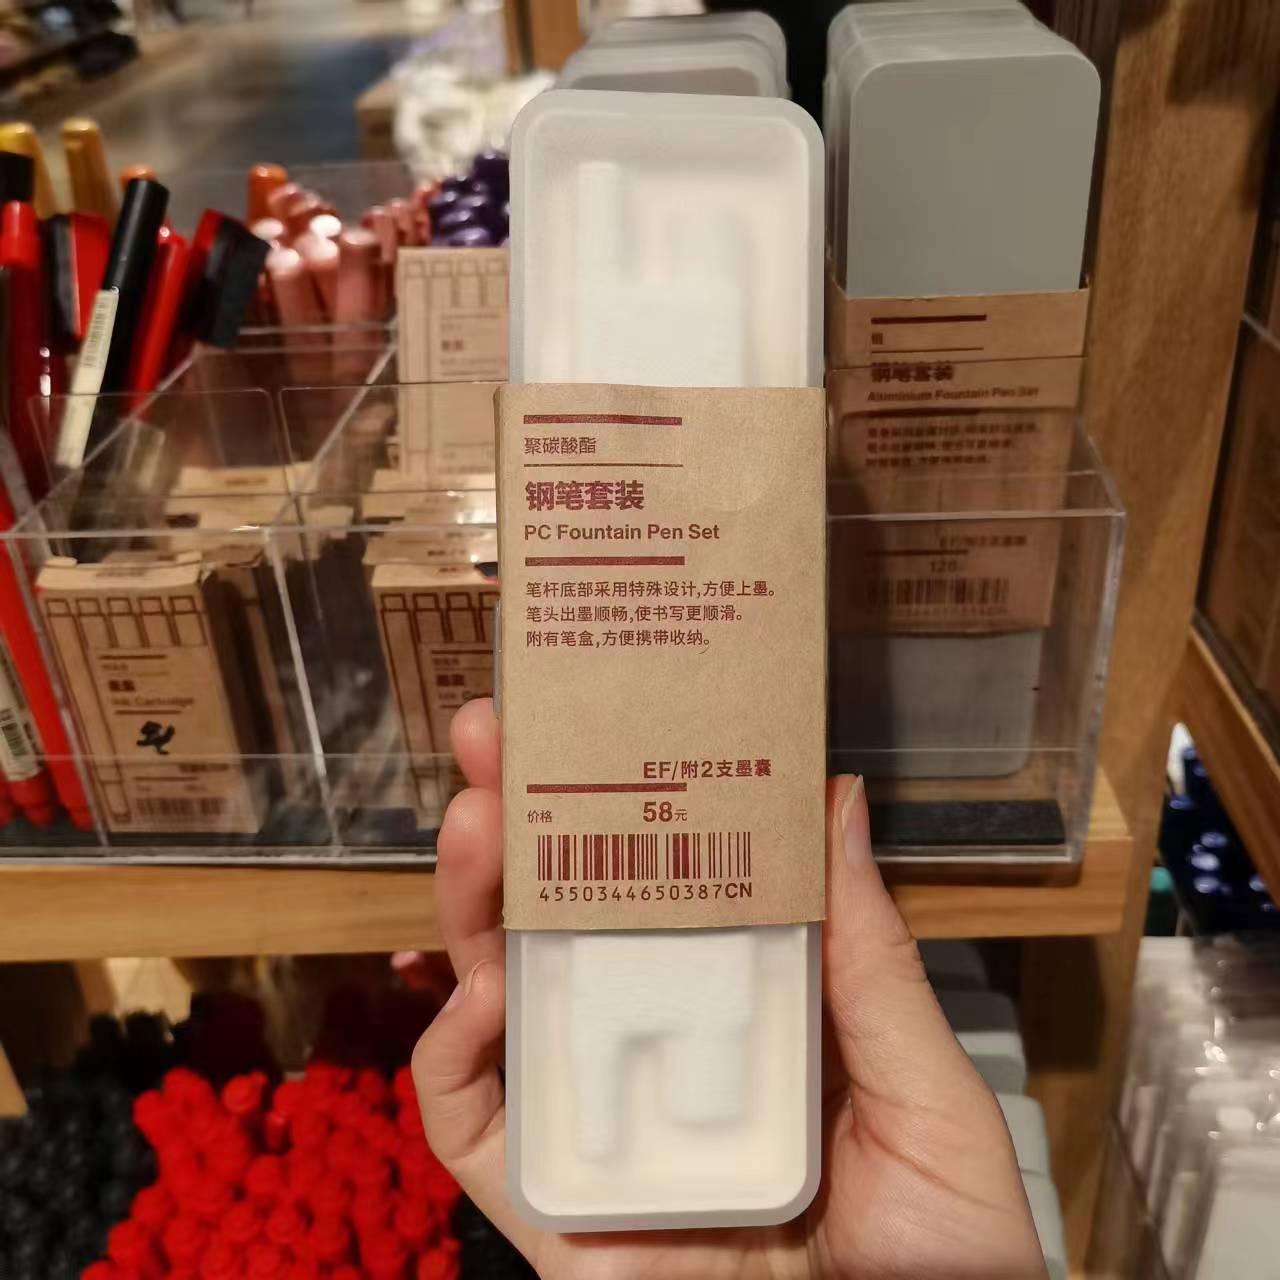 聚碳酸酯
钢笔套装
PC Fountain Pen Set
笔杆底部采用特殊设计,方便上墨。
笔头出墨顺畅,使书写更顺滑。
附有笔盒,方便携带收纳。
EF/附2支墨囊
价格 58元
4550344650387CN
钢笔套装
Aluminium Fountain Pen Set
Ink Cartridge